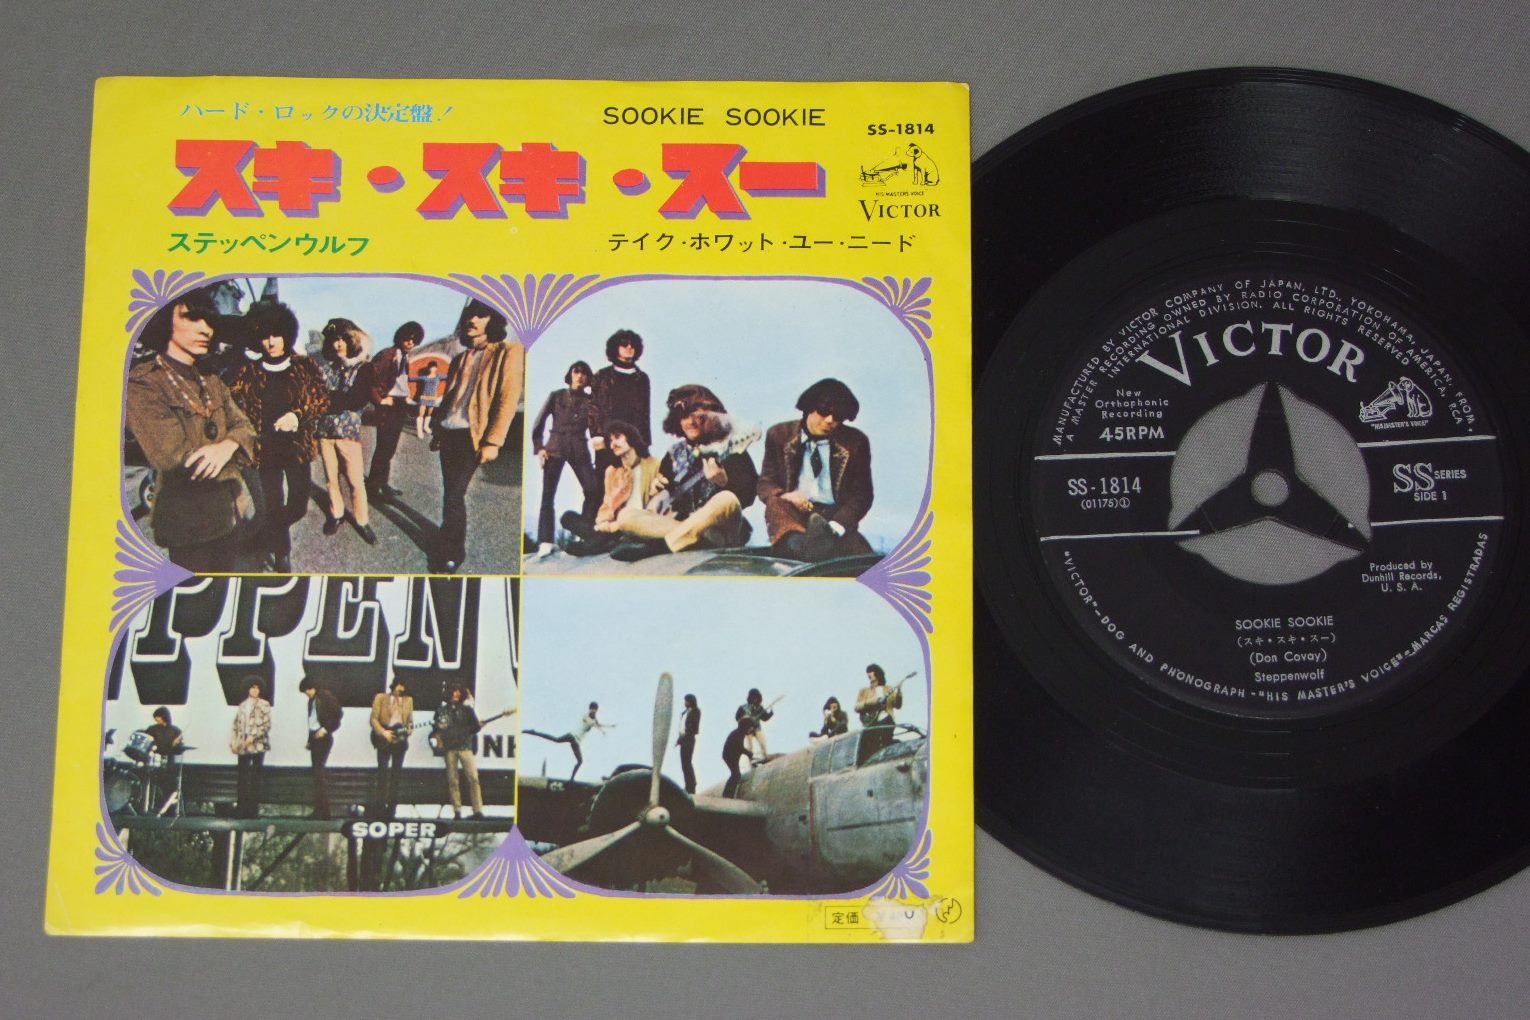 ハード・ロックの決定盤!
SOOKIE SOOKIE
SS-1814
スキ・スキ・スー
HIS MASTER'S VOICE
VICTOR
ステッペンウルフ
テイク・ホワット・ユー・ニード
PPEN
SOPER
定価
MANUFACTURED BY VICTOR COMPANY OF JAPAN, LTD., YOKOHAMA, JAPAN, FROM
A MASTER RECORDING OWNED BY RADIO CORPORATION OF AMERICA, RCA
INTERNATIONAL DIVISION. ALL RIGHTS RESERVED
VICTOR
New
Orthophonic
Recording
45RPM
"HIS MASTER'S VOICE"
SS-1814
(01175)①
SS SERIES
SIDE 1
Produced by
Dunhill Records,
U. S. A.
SOOKIE SOOKIE
(スキ・スキ・スー)
(Don Covay)
Steppenwolf
"VICTOR"-DOG AND PHONOGRAPH-"HIS MASTER'S VOICE"-MARCAS REGISTRADAS